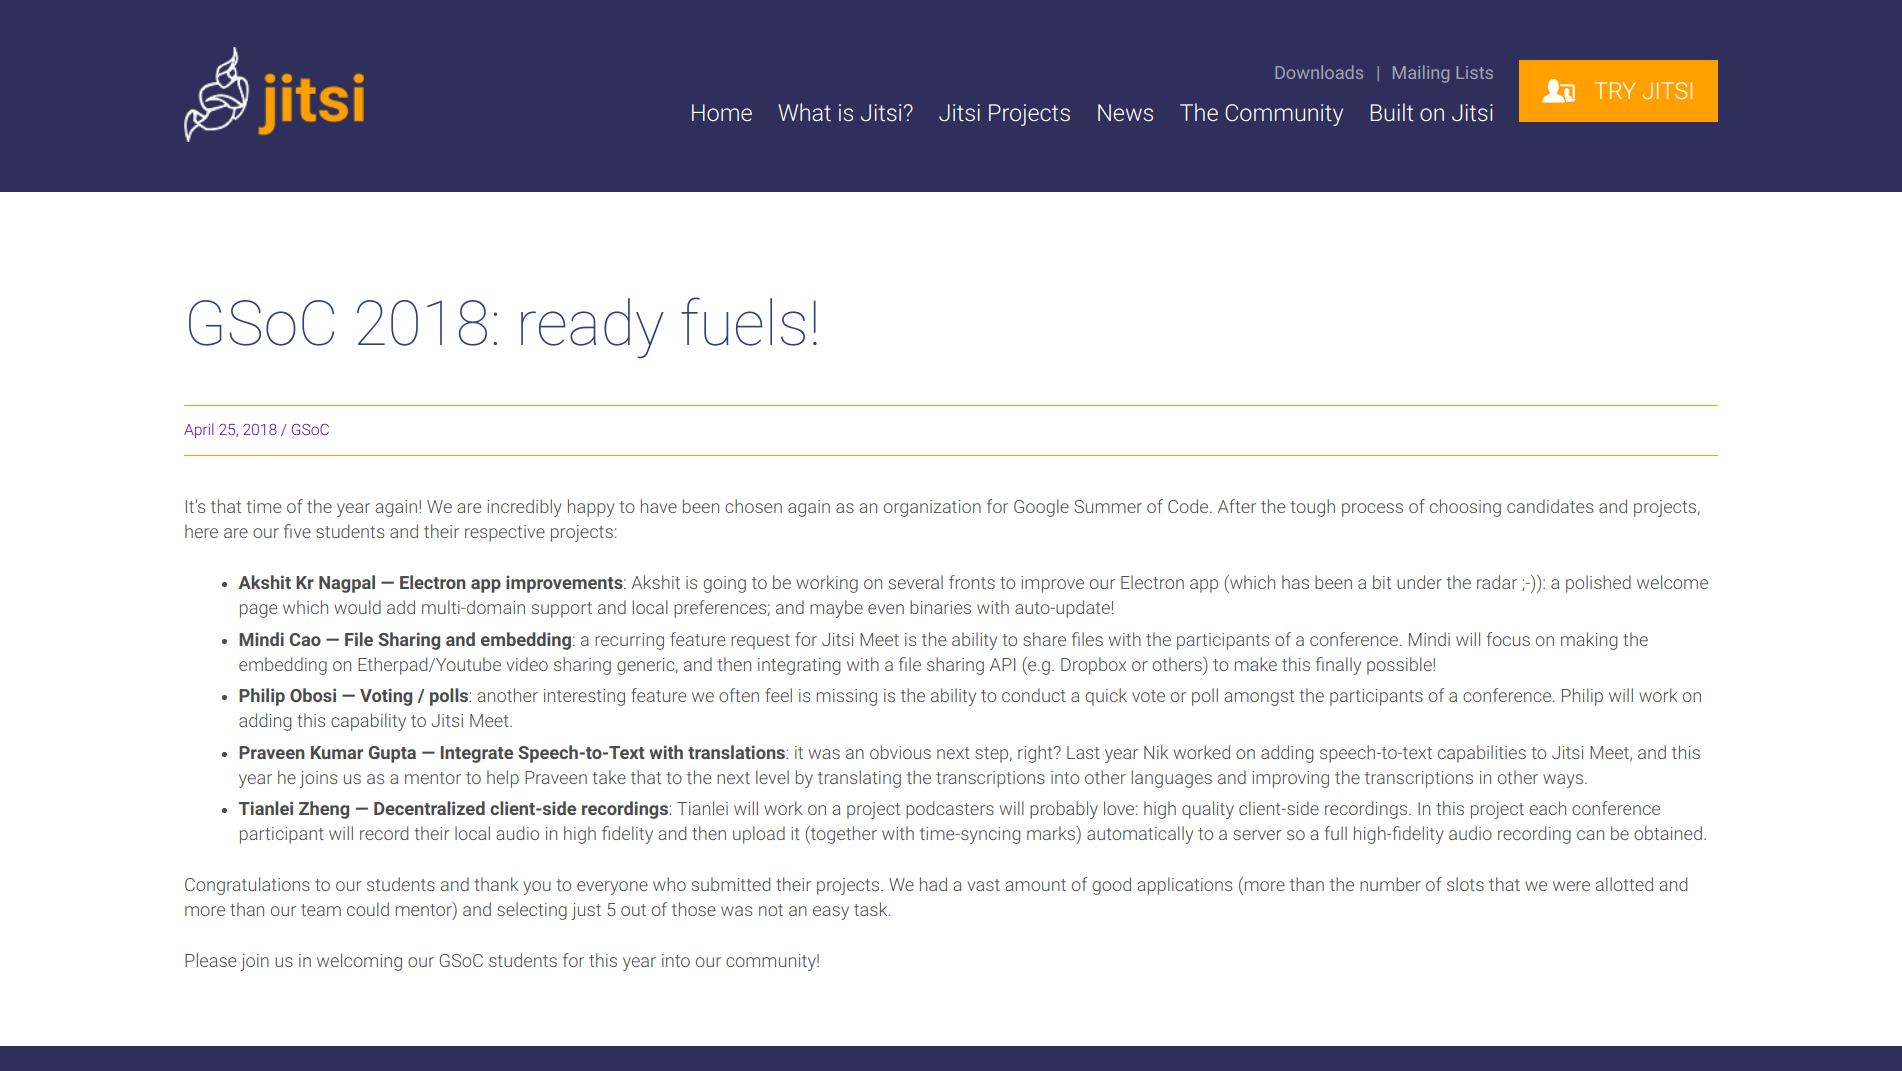 jitsi
Downloads | Mailing Lists
Home What is Jitsi? Jitsi Projects News The Community Built on Jitsi
TRY JITSI
GSoC 2018: ready fuels!
April 25, 2018 / GSoC
It’s that time of the year again! We are incredibly happy to have been chosen again as an organization for Google Summer of Code. After the tough process of choosing candidates and projects,
here are our five students and their respective projects:
• Akshit Kr Nagpal — Electron app improvements: Akshit is going to be working on several fronts to improve our Electron app (which has been a bit under the radar ;-)): a polished welcome
page which would add multi-domain support and local preferences; and maybe even binaries with auto-update!
• Mindi Cao — File Sharing and embedding: a recurring feature request for Jitsi Meet is the ability to share files with the participants of a conference. Mindi will focus on making the
embedding on Etherpad/Youtube video sharing generic, and then integrating with a file sharing API (e.g. Dropbox or others) to make this finally possible!
• Philip Obosi — Voting / polls: another interesting feature we often feel is missing is the ability to conduct a quick vote or poll amongst the participants of a conference. Philip will work on
adding this capability to Jitsi Meet.
• Praveen Kumar Gupta — Integrate Speech-to-Text with translations: it was an obvious next step, right? Last year Nik worked on adding speech-to-text capabilities to Jitsi Meet, and this
year he joins us as a mentor to help Praveen take that to the next level by translating the transcriptions into other languages and improving the transcriptions in other ways.
• Tianlei Zheng — Decentralized client-side recordings: Tianlei will work on a project podcasters will probably love: high quality client-side recordings. In this project each conference
participant will record their local audio in high fidelity and then upload it (together with time-syncing marks) automatically to a server so a full high-fidelity audio recording can be obtained.
Congratulations to our students and thank you to everyone who submitted their projects. We had a vast amount of good applications (more than the number of slots that we were allotted and
more than our team could mentor) and selecting just 5 out of those was not an easy task.
Please join us in welcoming our GSoC students for this year into our community!